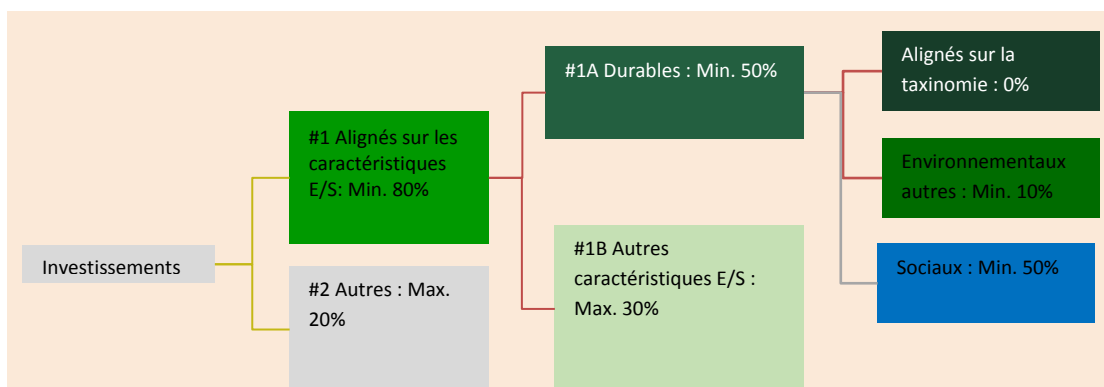 Investissements
#1 Alignés sur les
caractéristiques
E/S: Min. 80%
#2 Autres : Max.
20%
#1A Durables : Min. 50%
#1B Autres
caractéristiques E/S :
Max. 30%
Alignés sur la
taxinomie : 0%
Environnementaux
autres : Min. 10%
Sociaux : Min. 50%